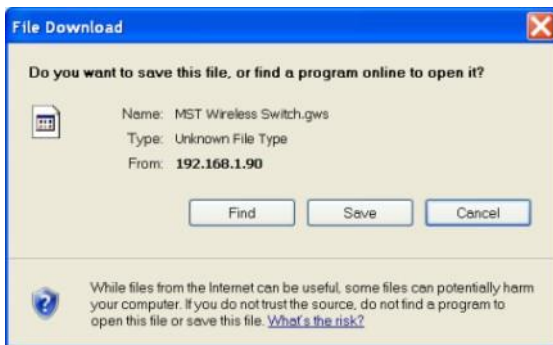 File Download
Do you want to save this file, or find a program online to open it?
Name: MST Wireless Switch.gws
Type: Unknown File Type
From: 192.168.1.90
Find Save Cancel
While files from the Internet can be useful, some files can potentially harm
your computer. If you do not trust the source, do not find a program to
open this file or save this file. What's the risk?